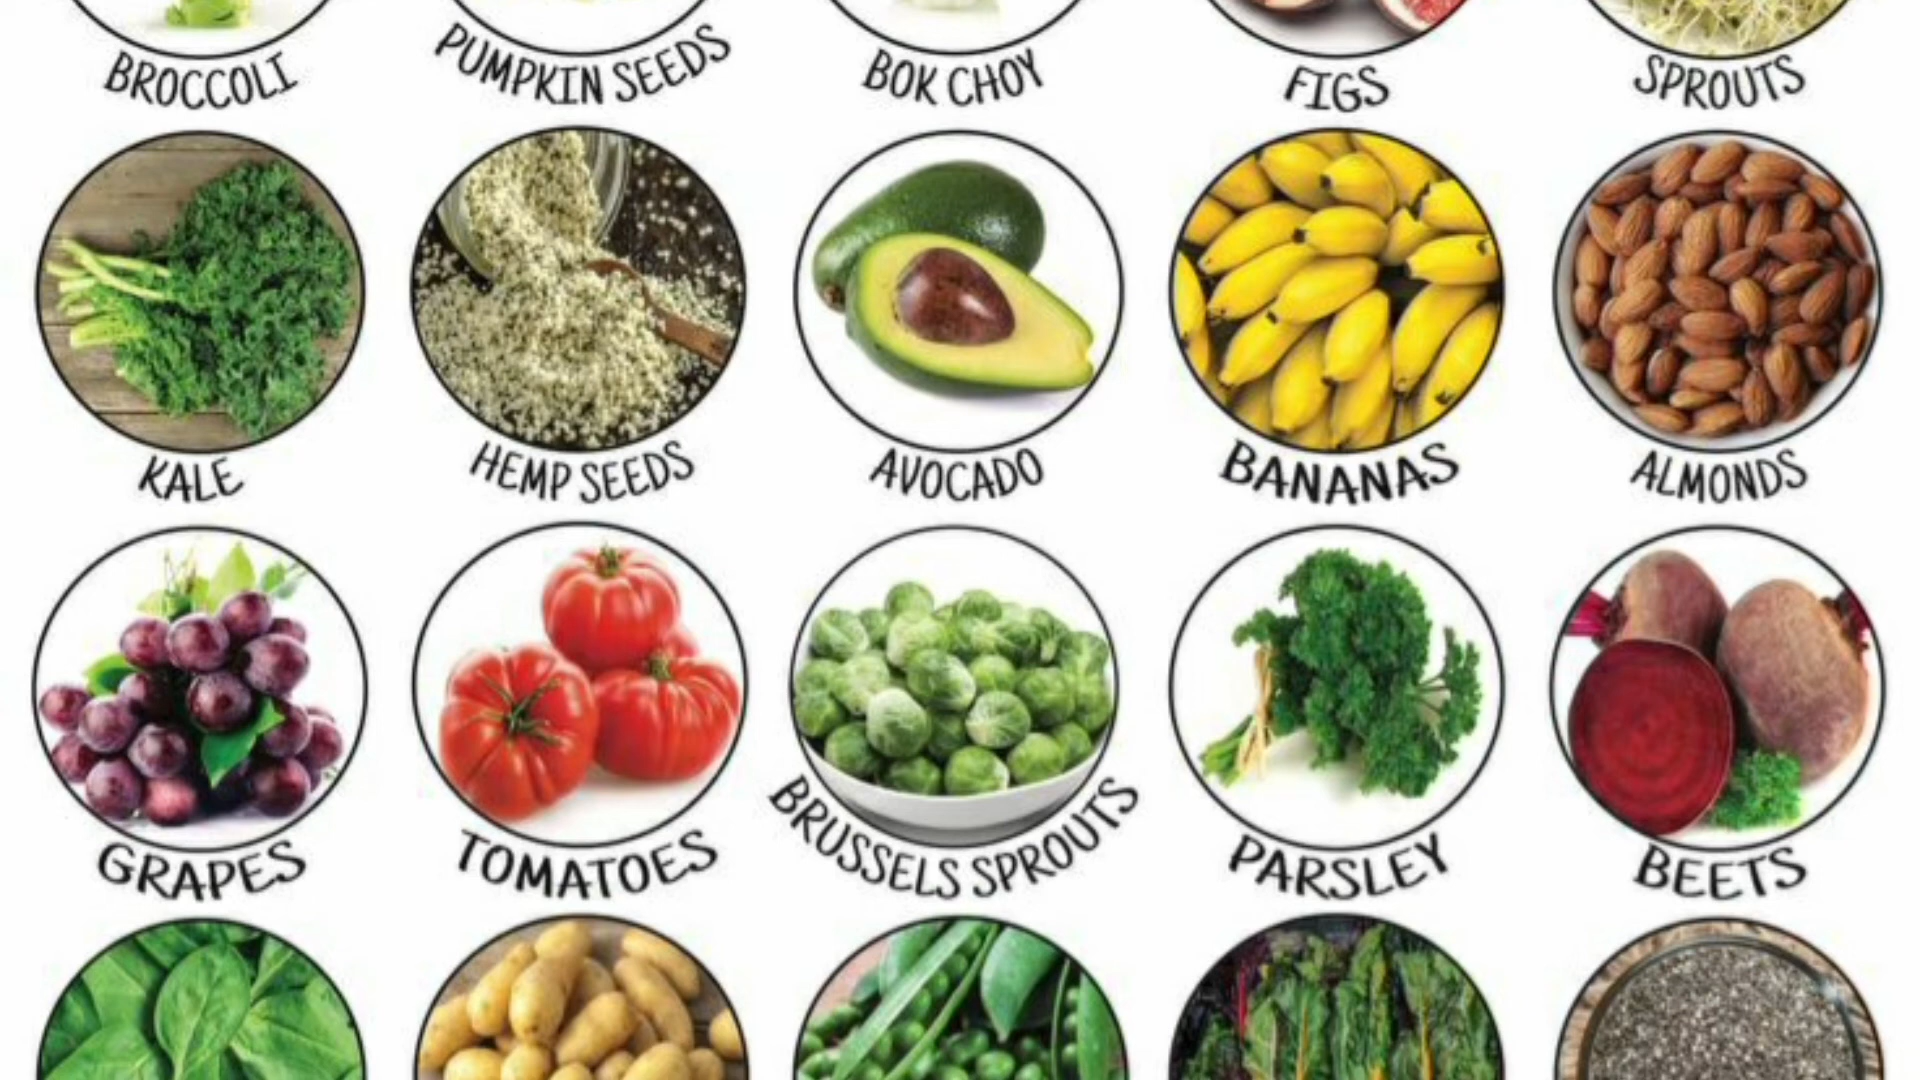 BROCCOLI
PUMPKIN SEEDS
BOK CHOY
FIGS
SPROUTS
KALE
HEMP SEEDS
AVOCADO
BANANAS
ALMONDS
GRAPES
TOMATOES
BRUSSELS SPROUTS
PARSLEY
BEETS